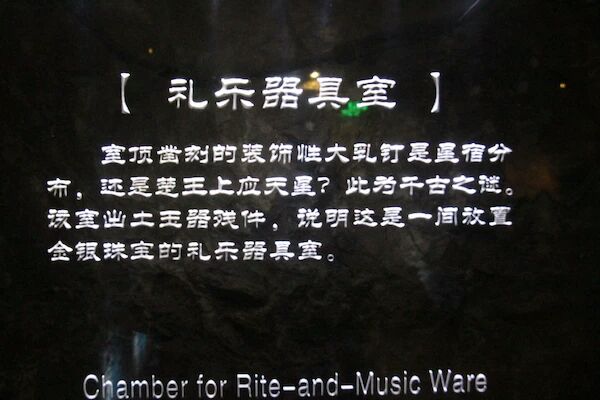 【 礼乐器具室 】
室顶凿刻的装饰性大乳钉是星宿分
布，还是楚王上应天星？此为千古之谜。
该室出土玉器残件，说明这是一间放置
金银珠宝的礼乐器具室。
Chamber for Rite-and-Music Ware